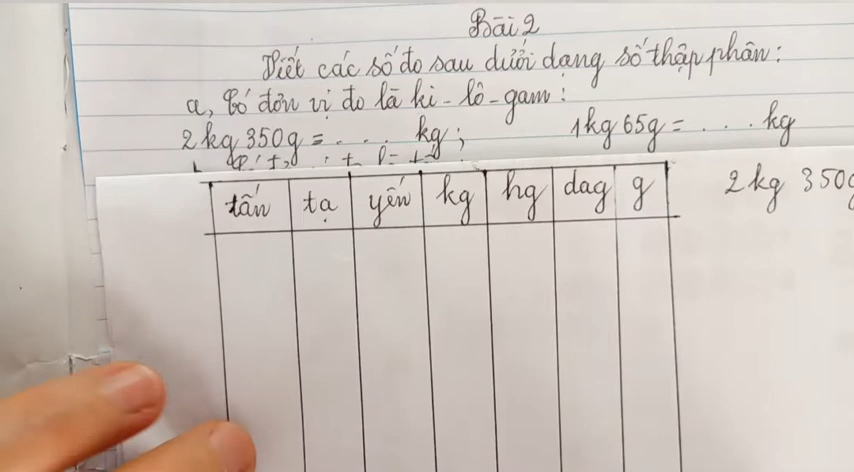 Bài 2
Viết các số đo sau dưới dạng số thập phân:
a, Có đơn vị đo là ki-lô-gam:
2kg 350g = . . . . kg; 1kg 65g = . . . . kg
tấn tạ yến kg hg dag g
2kg 350g